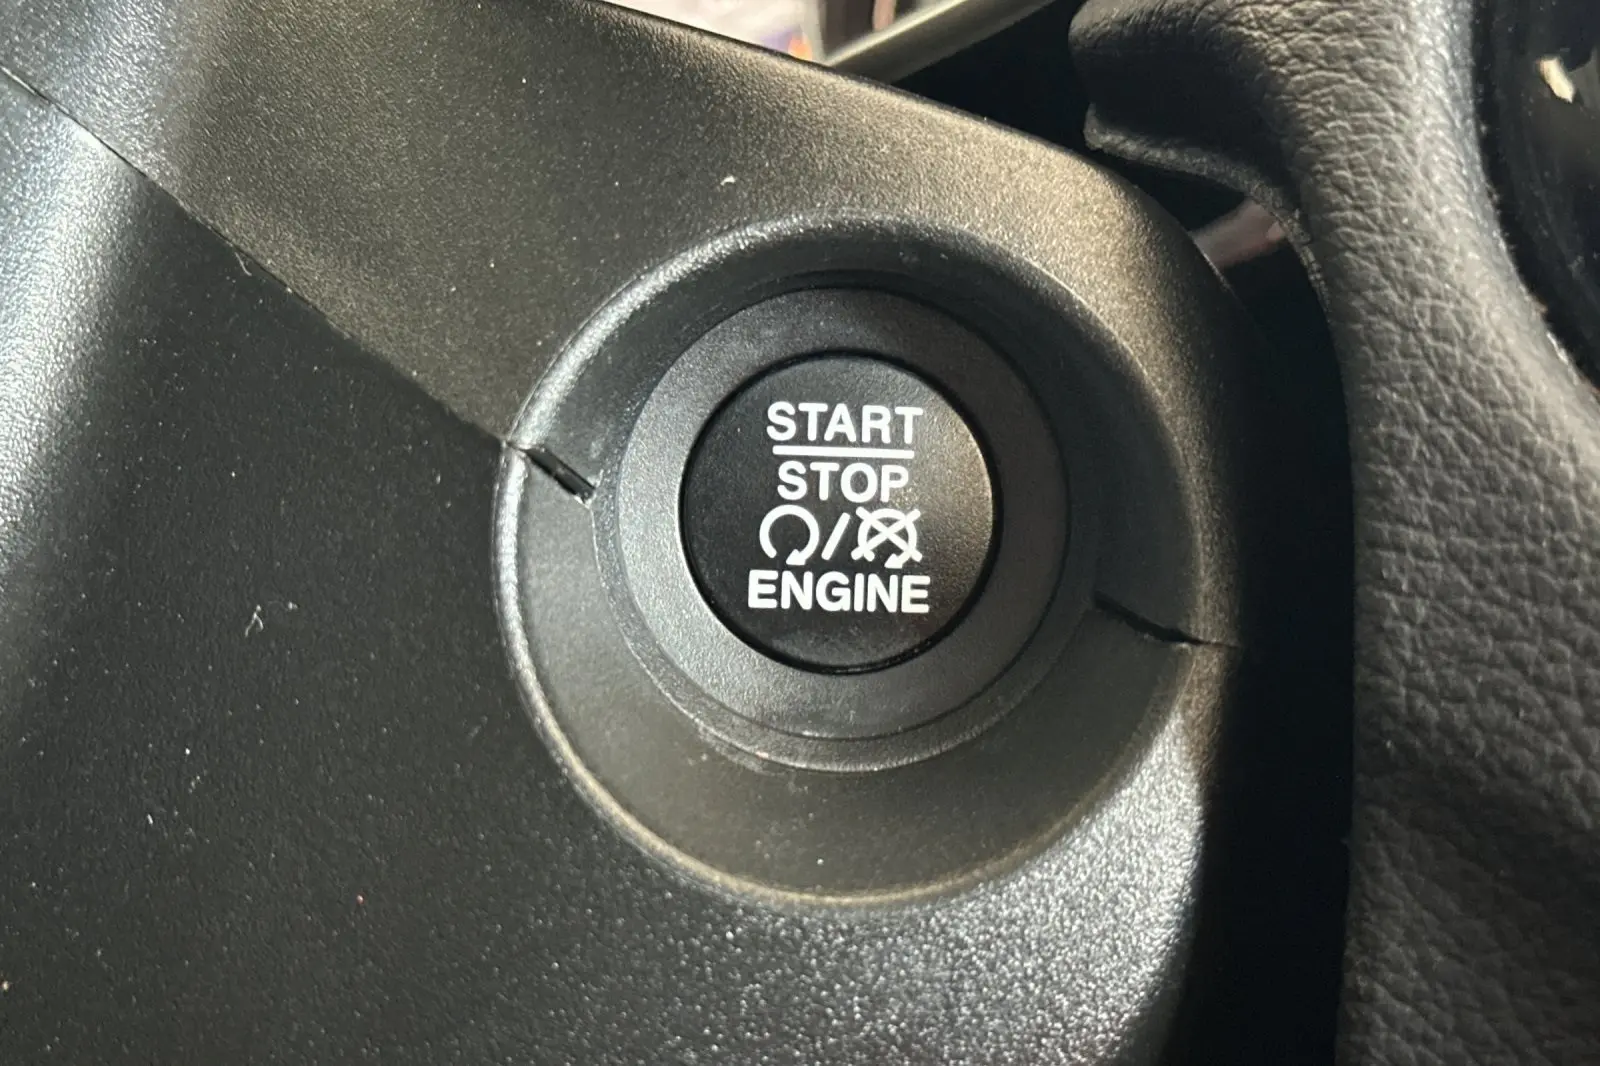 START
STOP
/
ENGINE